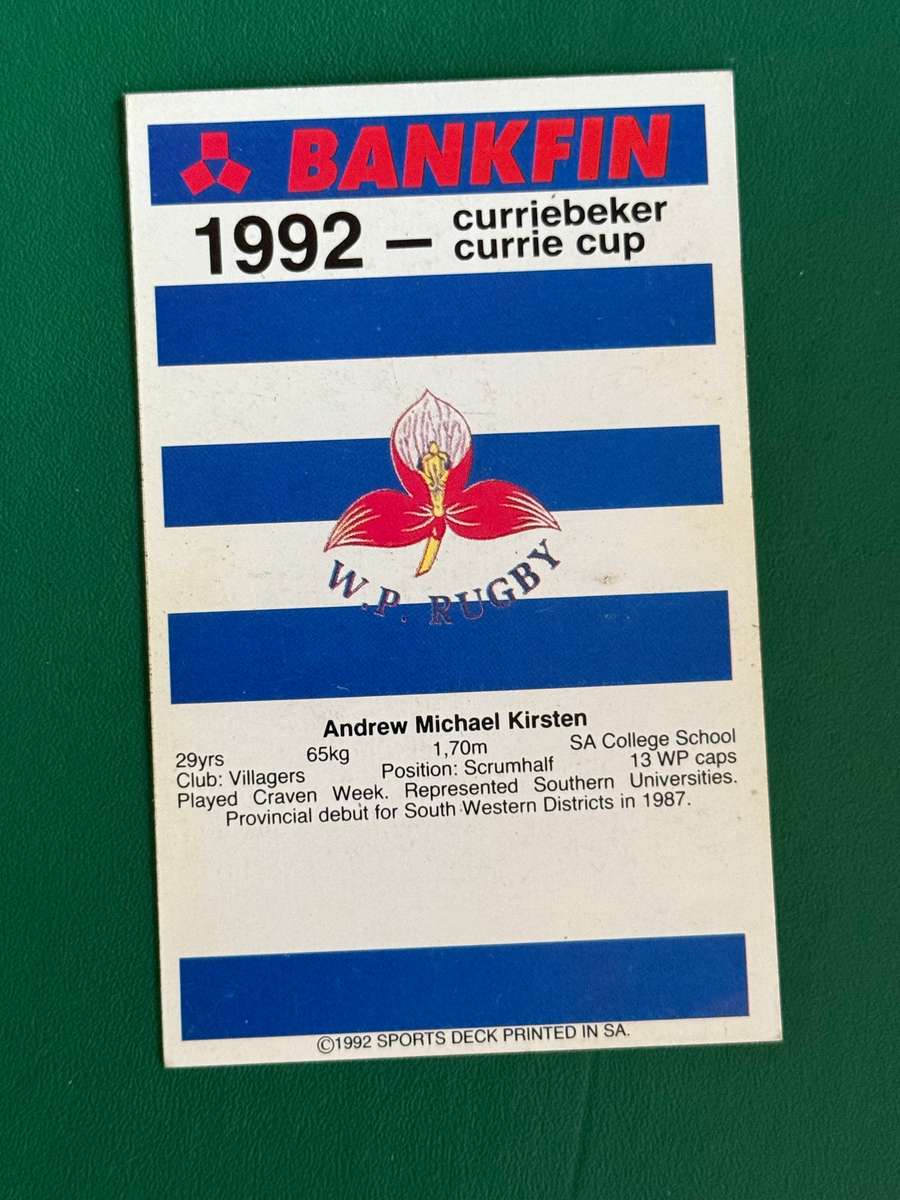 BANKFIN
1992 – curriebeker
currie cup
W.P. RUGBY
Andrew Michael Kirsten
29yrs 65kg 1,70m SA College School
Club: Villagers Position: Scrumhalf 13 WP caps
Played Craven Week. Represented Southern Universities.
Provincial debut for South Western Districts in 1987.
©1992 SPORTS DECK PRINTED IN SA.